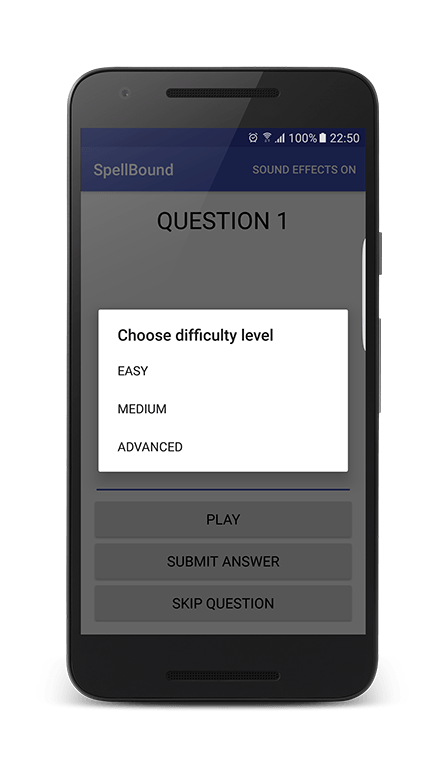 100% 22:50
SpellBound SOUND EFFECTS ON
QUESTION 1
Choose difficulty level
EASY
MEDIUM
ADVANCED
PLAY
SUBMIT ANSWER
SKIP QUESTION